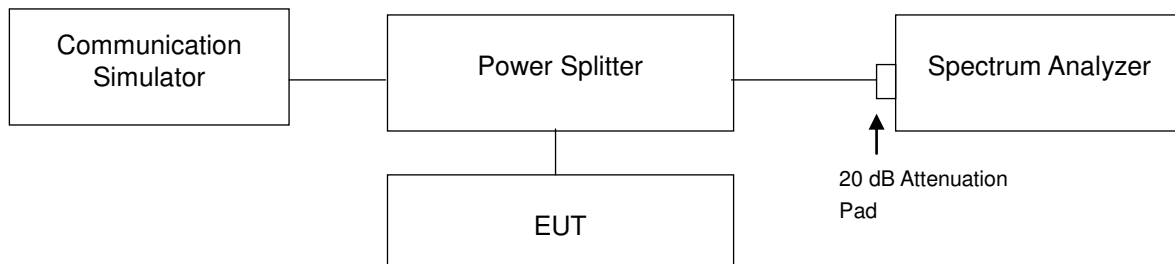 Communication
Simulator
Power Splitter
Spectrum Analyzer
20 dB Attenuation
Pad
EUT